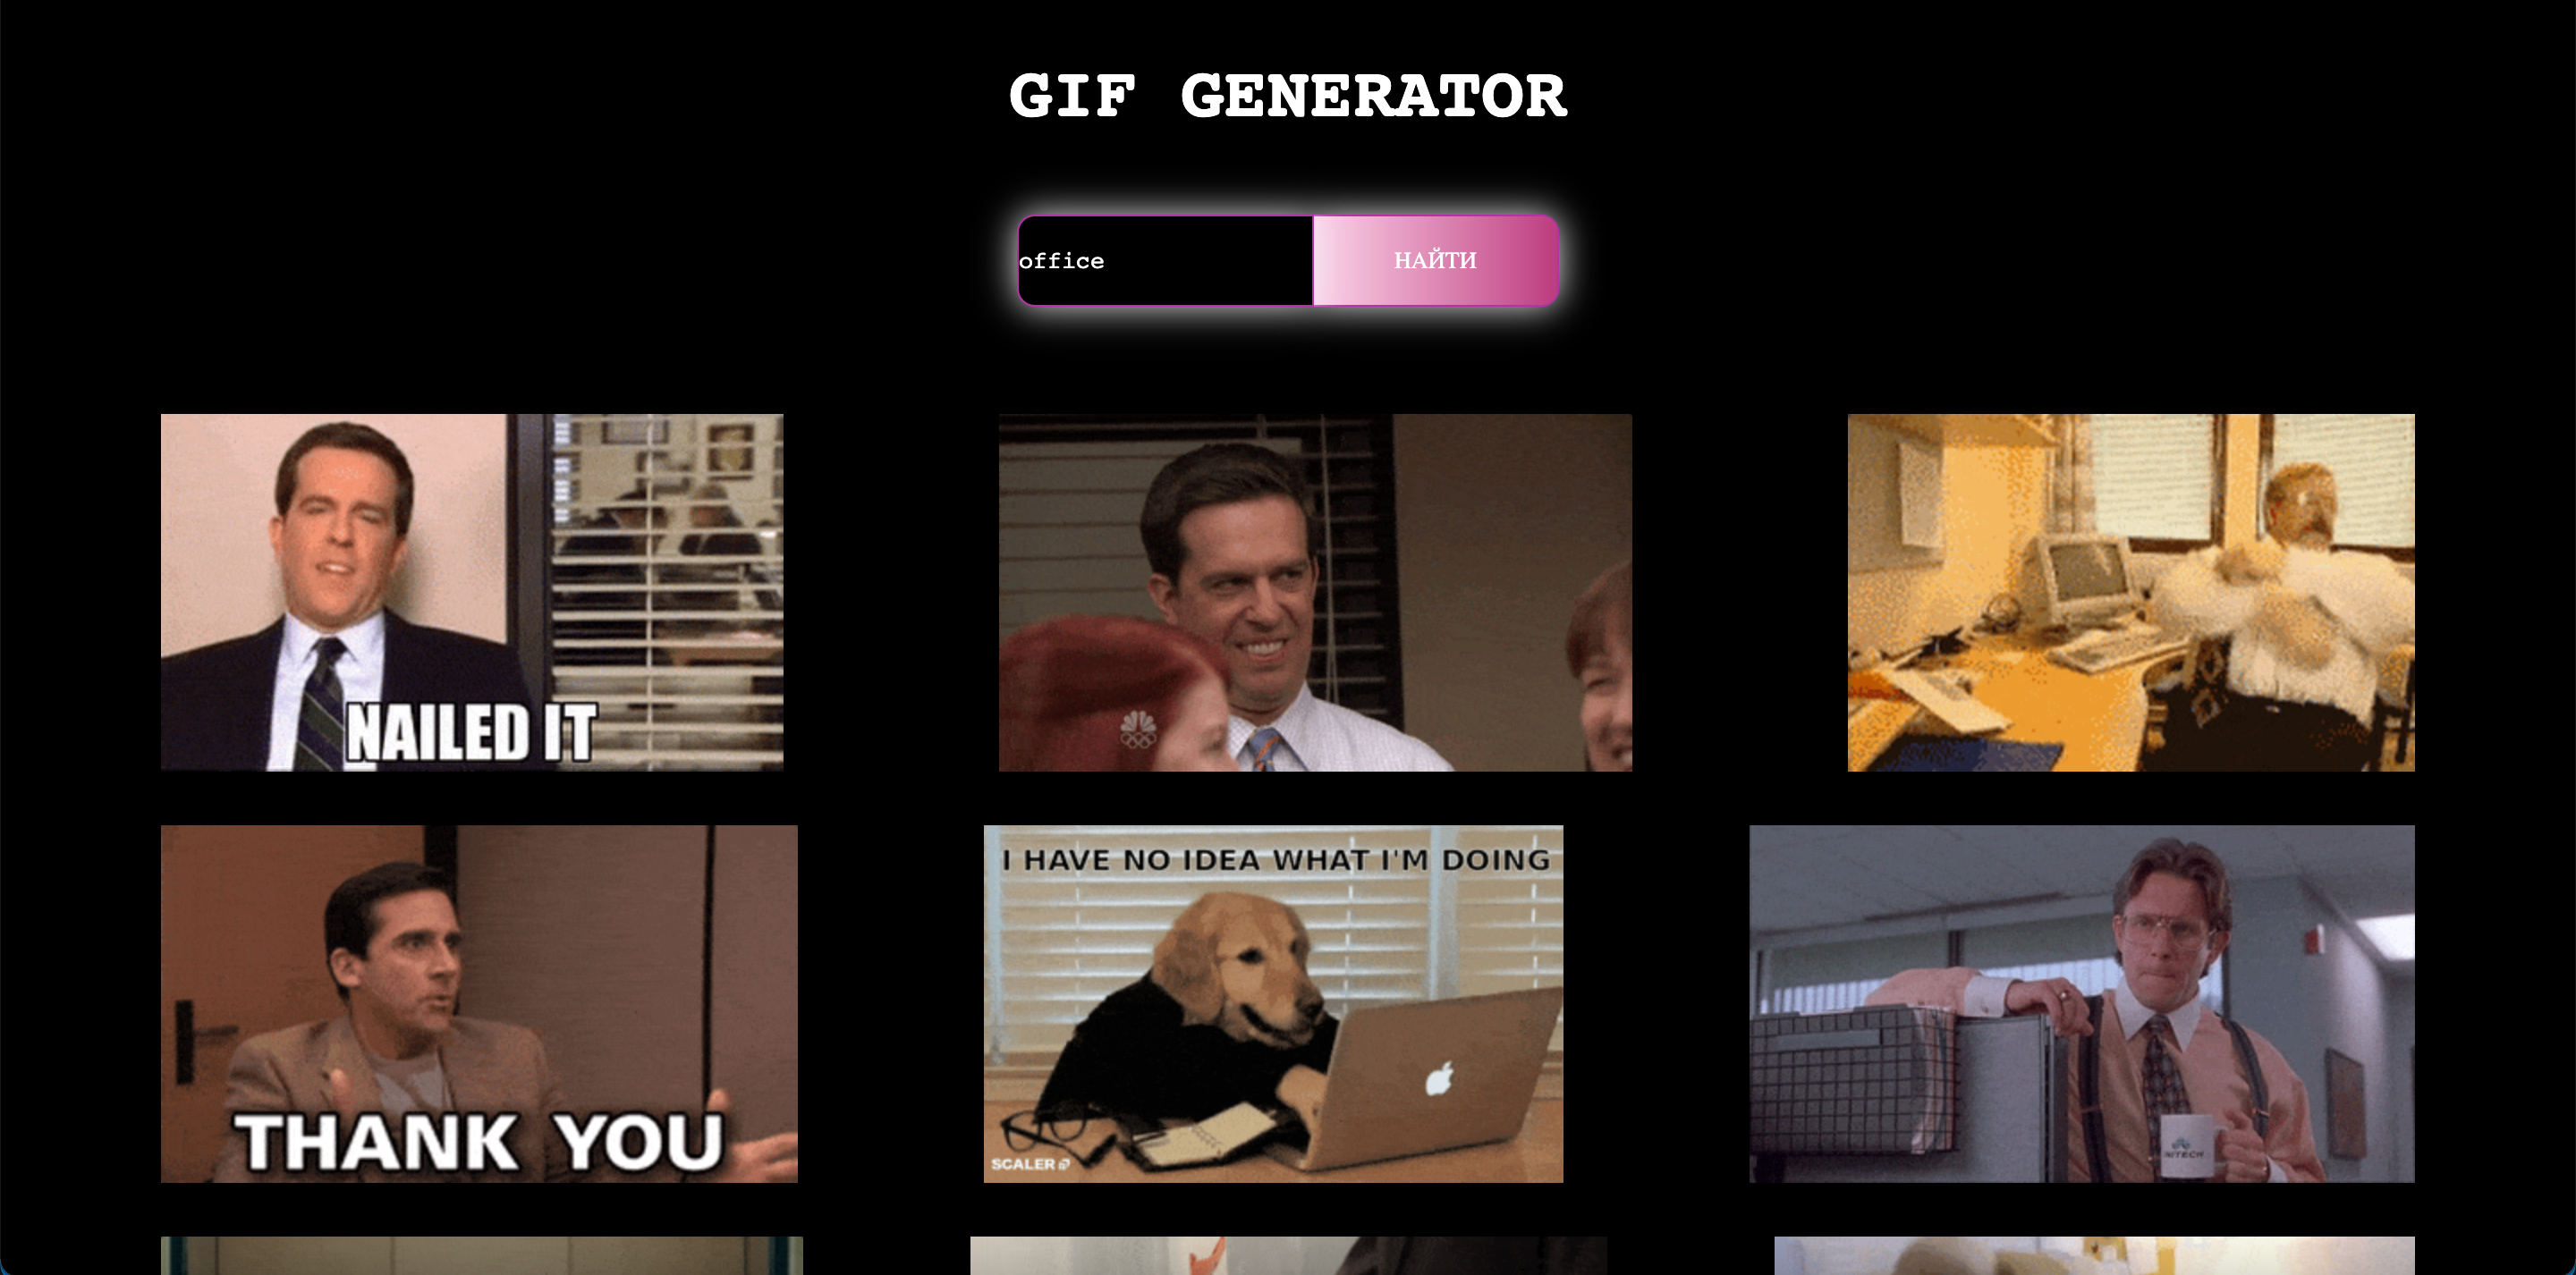 GIF GENERATOR
office
НАЙТИ
NAILED IT
I HAVE NO IDEA WHAT I'M DOING
THANK YOU
SCALER